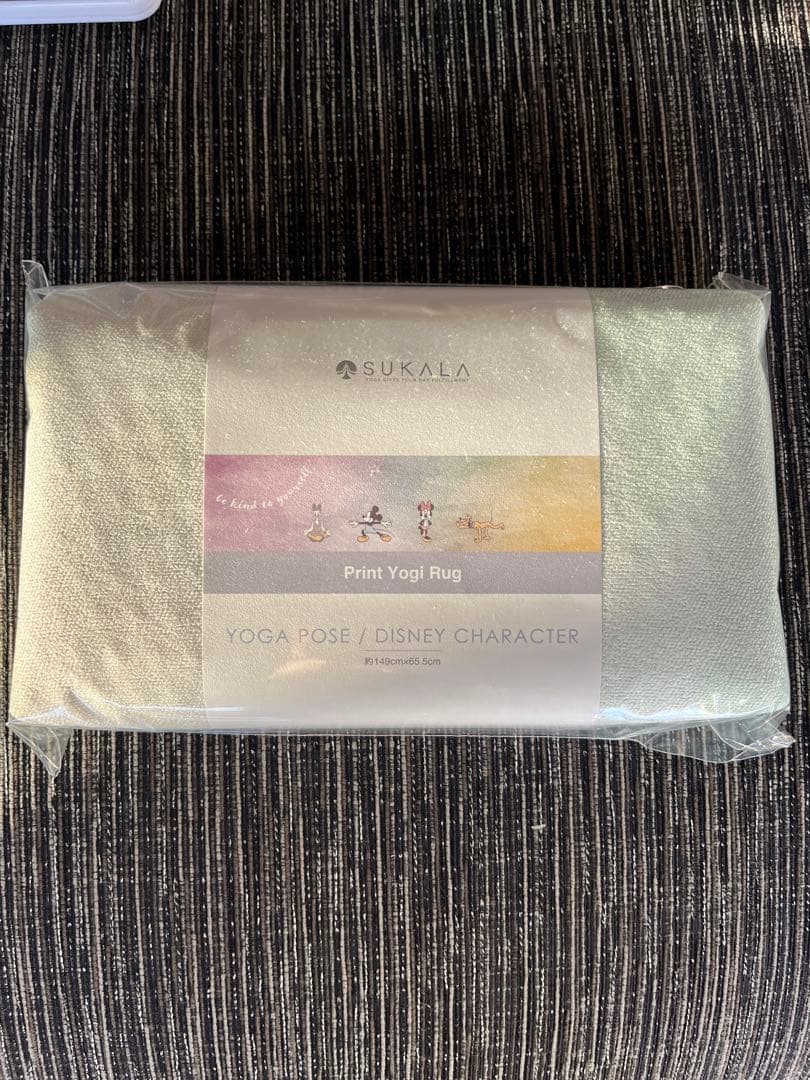 SUKALA
YOGA GIVES YOUR DAY FULFILLMENT
be kind to yourself
Print Yogi Rug
YOGA POSE / DISNEY CHARACTER
約149cm×65.5cm